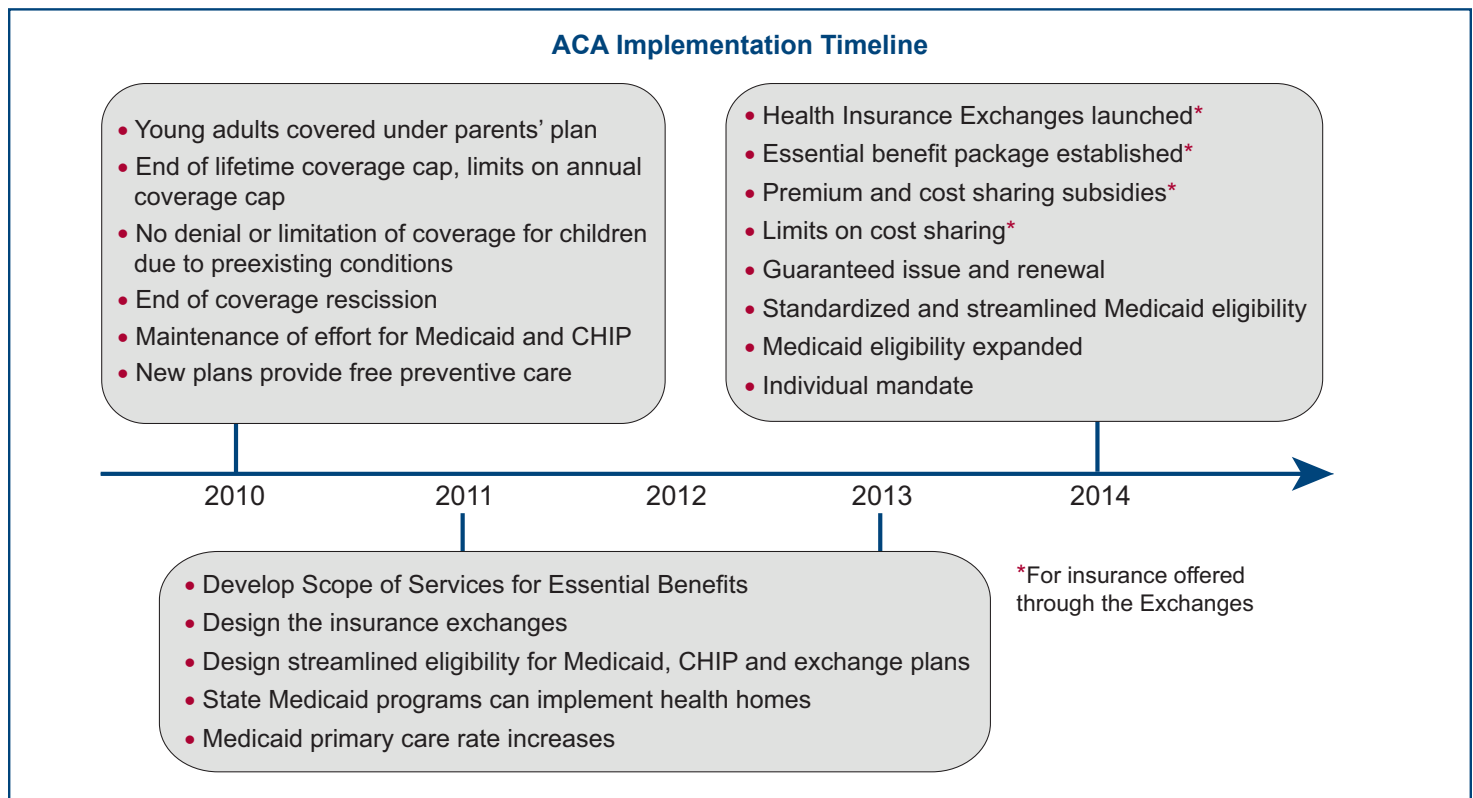 ACA Implementation Timeline
• Young adults covered under parents’ plan
• End of lifetime coverage cap, limits on annual
coverage cap
• No denial or limitation of coverage for children
due to preexisting conditions
• End of coverage rescission
• Maintenance of effort for Medicaid and CHIP
• New plans provide free preventive care
• Health Insurance Exchanges launched*
• Essential benefit package established*
• Premium and cost sharing subsidies*
• Limits on cost sharing*
• Guaranteed issue and renewal
• Standardized and streamlined Medicaid eligibility
• Medicaid eligibility expanded
• Individual mandate
2010 2011 2012 2013 2014
• Develop Scope of Services for Essential Benefits
• Design the insurance exchanges
• Design streamlined eligibility for Medicaid, CHIP and exchange plans
• State Medicaid programs can implement health homes
• Medicaid primary care rate increases
*For insurance offered
through the Exchanges